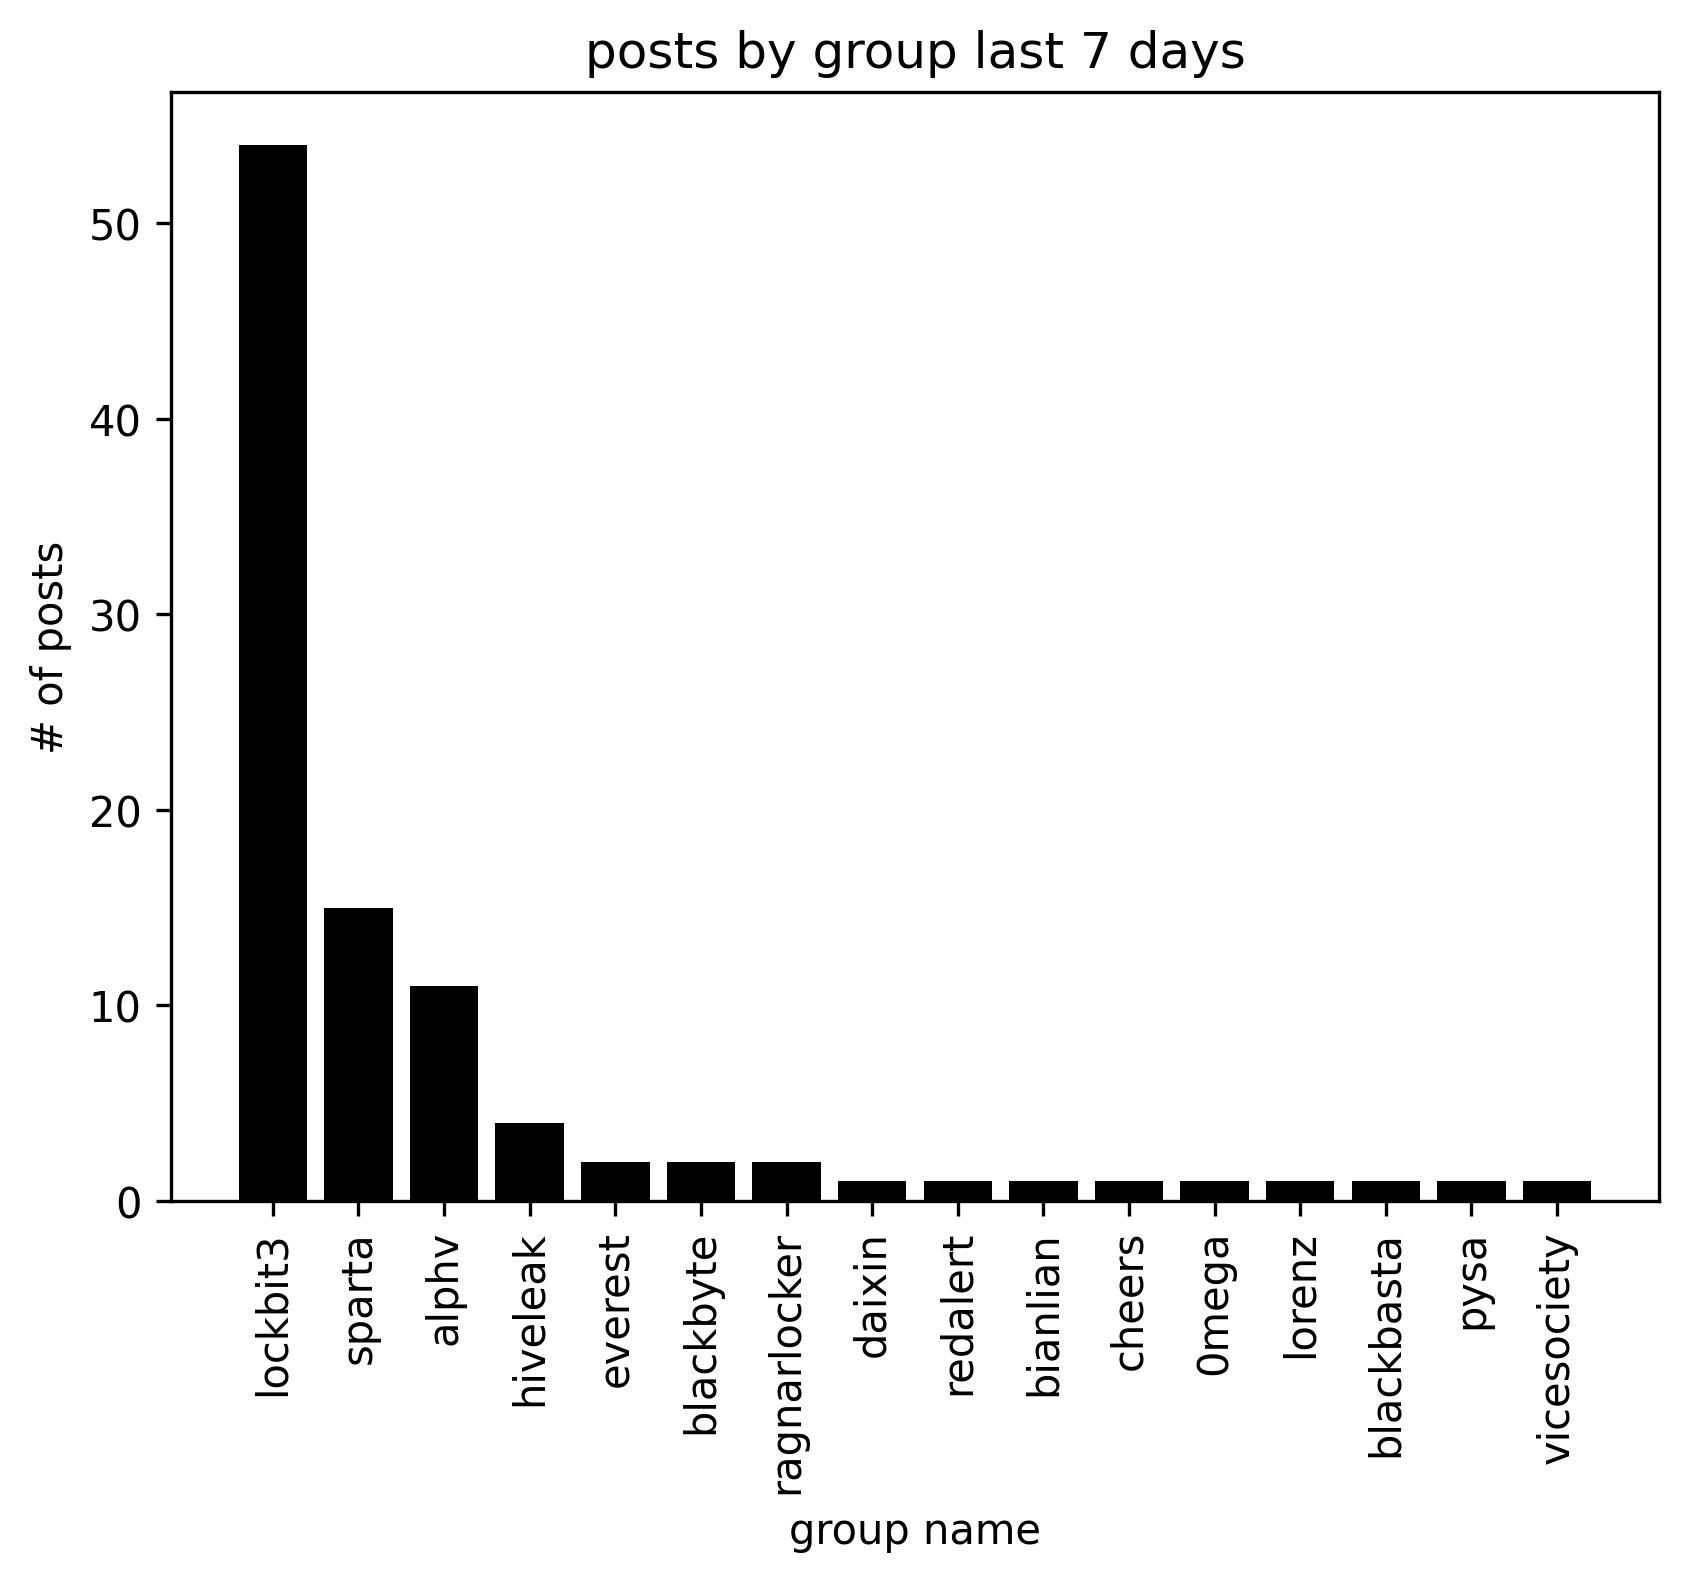 posts by group last 7 days
# of posts
50
40
30
20
10
0
lockbit3
sparta
alphv
hiveleak
everest
blackbyte
ragnarlocker
daixin
redalert
bianlian
cheers
0mega
lorenz
blackbasta
pysa
vicesociety
group name